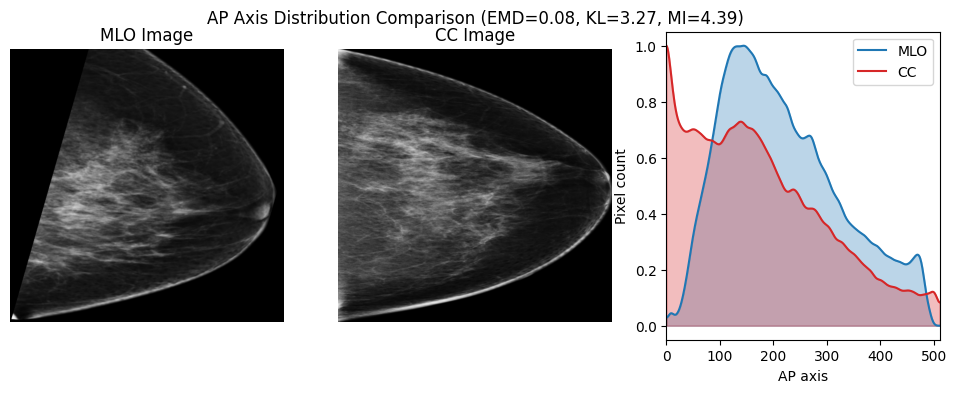 AP Axis Distribution Comparison (EMD=0.08, KL=3.27, MI=4.39)
MLO Image
CC Image
MLO
CC
Pixel count
1.0
0.8
0.6
0.4
0.2
0.0
0 100 200 300 400 500
AP axis